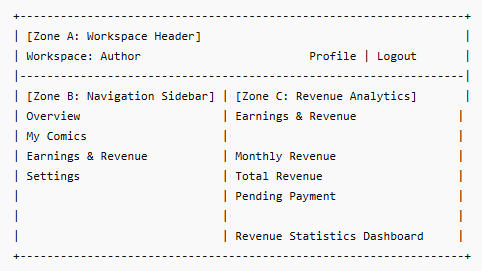 [Zone A: Workspace Header]
Workspace: Author Profile | Logout
[Zone B: Navigation Sidebar] | [Zone C: Revenue Analytics]
Overview | Earnings & Revenue
My Comics |
Earnings & Revenue | Monthly Revenue
Settings | Total Revenue
| Pending Payment
| Revenue Statistics Dashboard